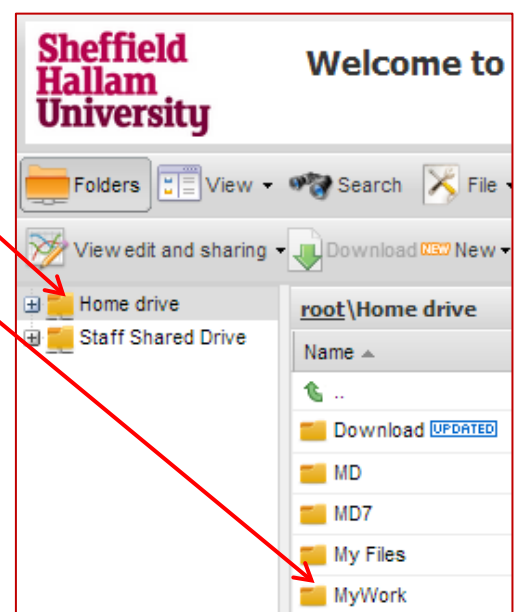 Sheffield
Hallam
University
Welcome to
Folders View Search File
View edit and sharing Download NEW New
Home drive
Staff Shared Drive
root\Home drive
Name
..
Download UPDATED
MD
MD7
My Files
MyWork